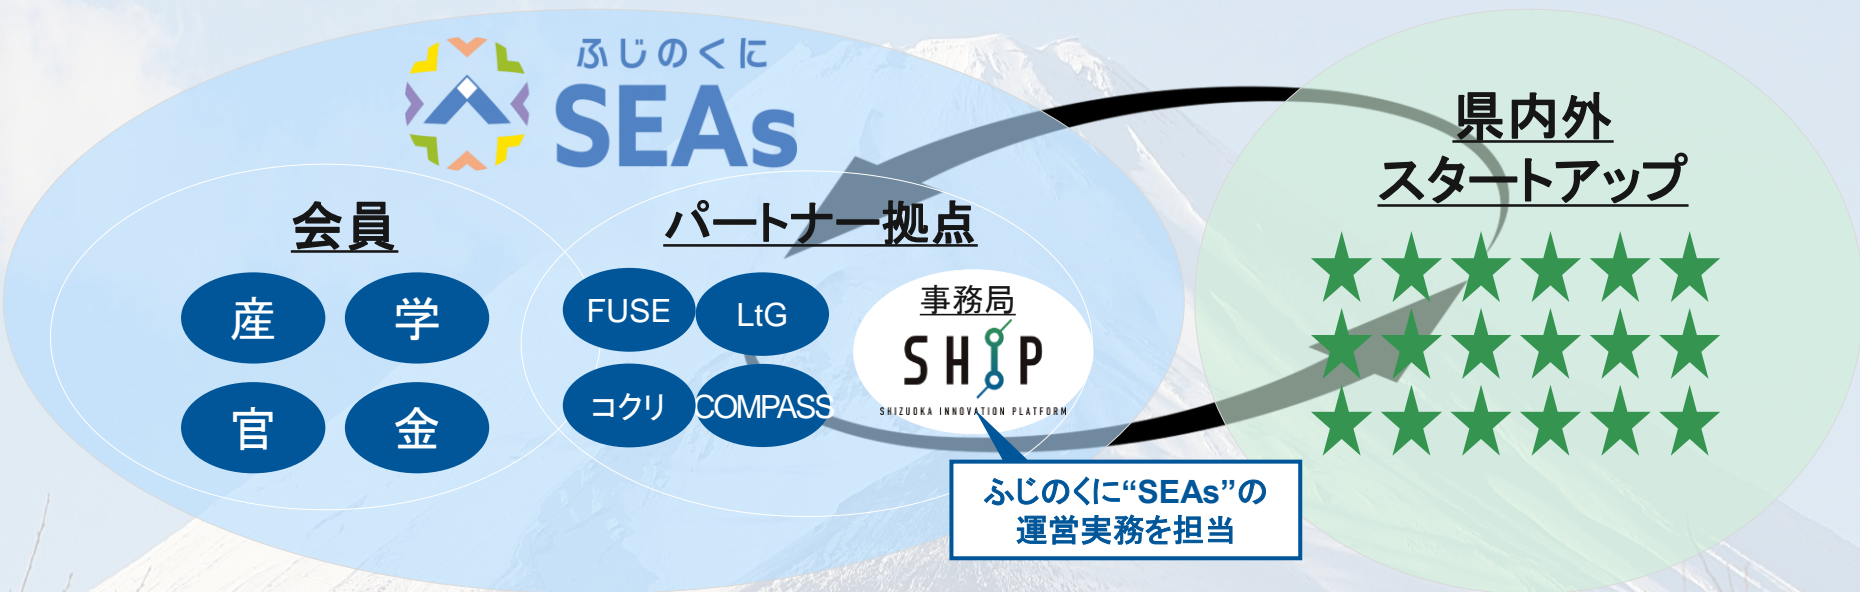 ふじのくに
SEAs
会員
産
学
官
金
パートナー拠点
FUSE
LtG
コクリ
COMPASS
事務局
SHIP
SHIZUOKA INNOVATION PLATFORM
ふじのくに“SEAs”の
運営実務を担当
県内外
スタートアップ